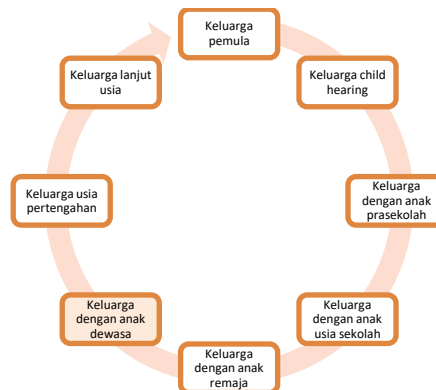 Keluarga
pemula
Keluarga child
hearing
Keluarga
dengan anak
prasekolah
Keluarga
dengan anak
usia sekolah
Keluarga
dengan anak
remaja
Keluarga
dengan anak
dewasa
Keluarga usia
pertengahan
Keluarga lanjut
usia